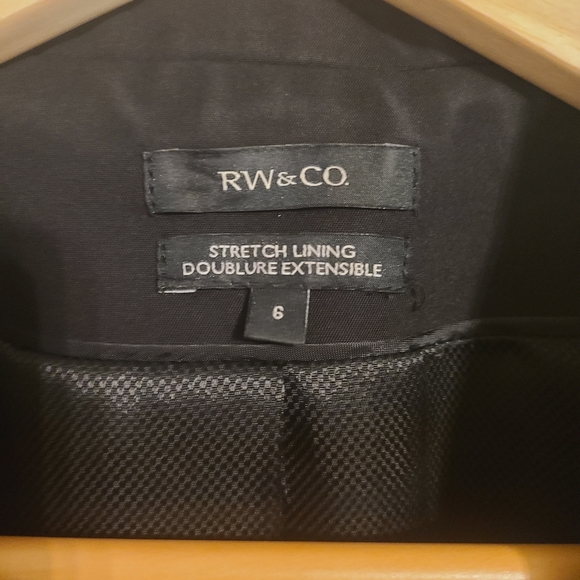 RW&CO.
STRETCH LINING
DOUBLURE EXTENSIBLE
6